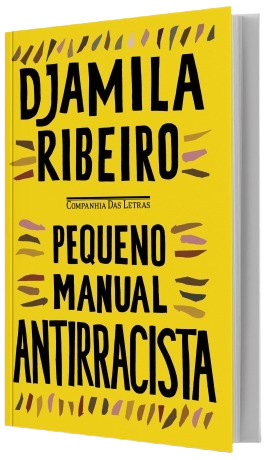 DJAMILA
RIBEIRO
COMPANHIA DAS LETRAS
PEQUENO
MANUAL
ANTIRRACISTA